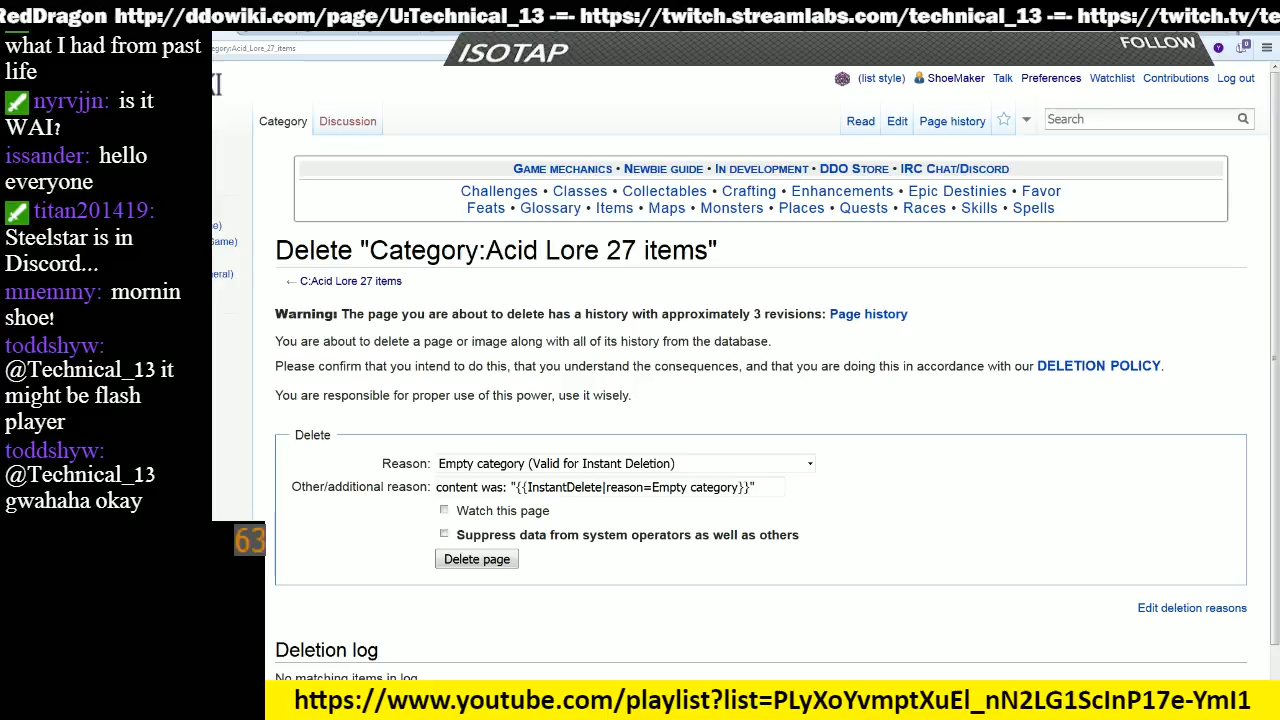 RedDragon http://ddowiki.com/page/U:Technical_13 -=- https://twitch.streamlabs.com/technical_13 -=- https://twitch.tv/te
what I had from past
life
nyrvjjn: is it
WAI?
issander: hello
everyone
titan201419:
Steelstar is in
Discord...
mnemmy: mornin
shoe!
toddshyw:
@Technical_13 it
might be flash
player
toddshyw:
@Technical_13
gwahaha okay
63
gory:Acid_Lore_27_items
ISOTAP
FOLLOW
(list style) ShoeMaker Talk Preferences Watchlist Contributions Log out
Category Discussion
Read Edit Page history
Search
GAME MECHANICS • NEWBIE GUIDE • IN DEVELOPMENT • DDO STORE • IRC CHAT/DISCORD
Challenges • Classes • Collectables • Crafting • Enhancements • Epic Destinies • Favor
Feats • Glossary • Items • Maps • Monsters • Places • Quests • Races • Skills • Spells
Game)
eral)
Delete "Category:Acid Lore 27 items"
← C:Acid Lore 27 items
Warning: The page you are about to delete has a history with approximately 3 revisions: Page history
You are about to delete a page or image along with all of its history from the database.
Please confirm that you intend to do this, that you understand the consequences, and that you are doing this in accordance with our DELETION POLICY.
You are responsible for proper use of this power, use it wisely.
Delete
Reason: Empty category (Valid for Instant Deletion)
Other/additional reason: content was: "{{InstantDelete|reason=Empty category}}"
Watch this page
Suppress data from system operators as well as others
Delete page
Edit deletion reasons
Deletion log
No matching items in log.
https://www.youtube.com/playlist?list=PLyXoYvmptXuEl_nN2LG1ScInP17e-YmI1